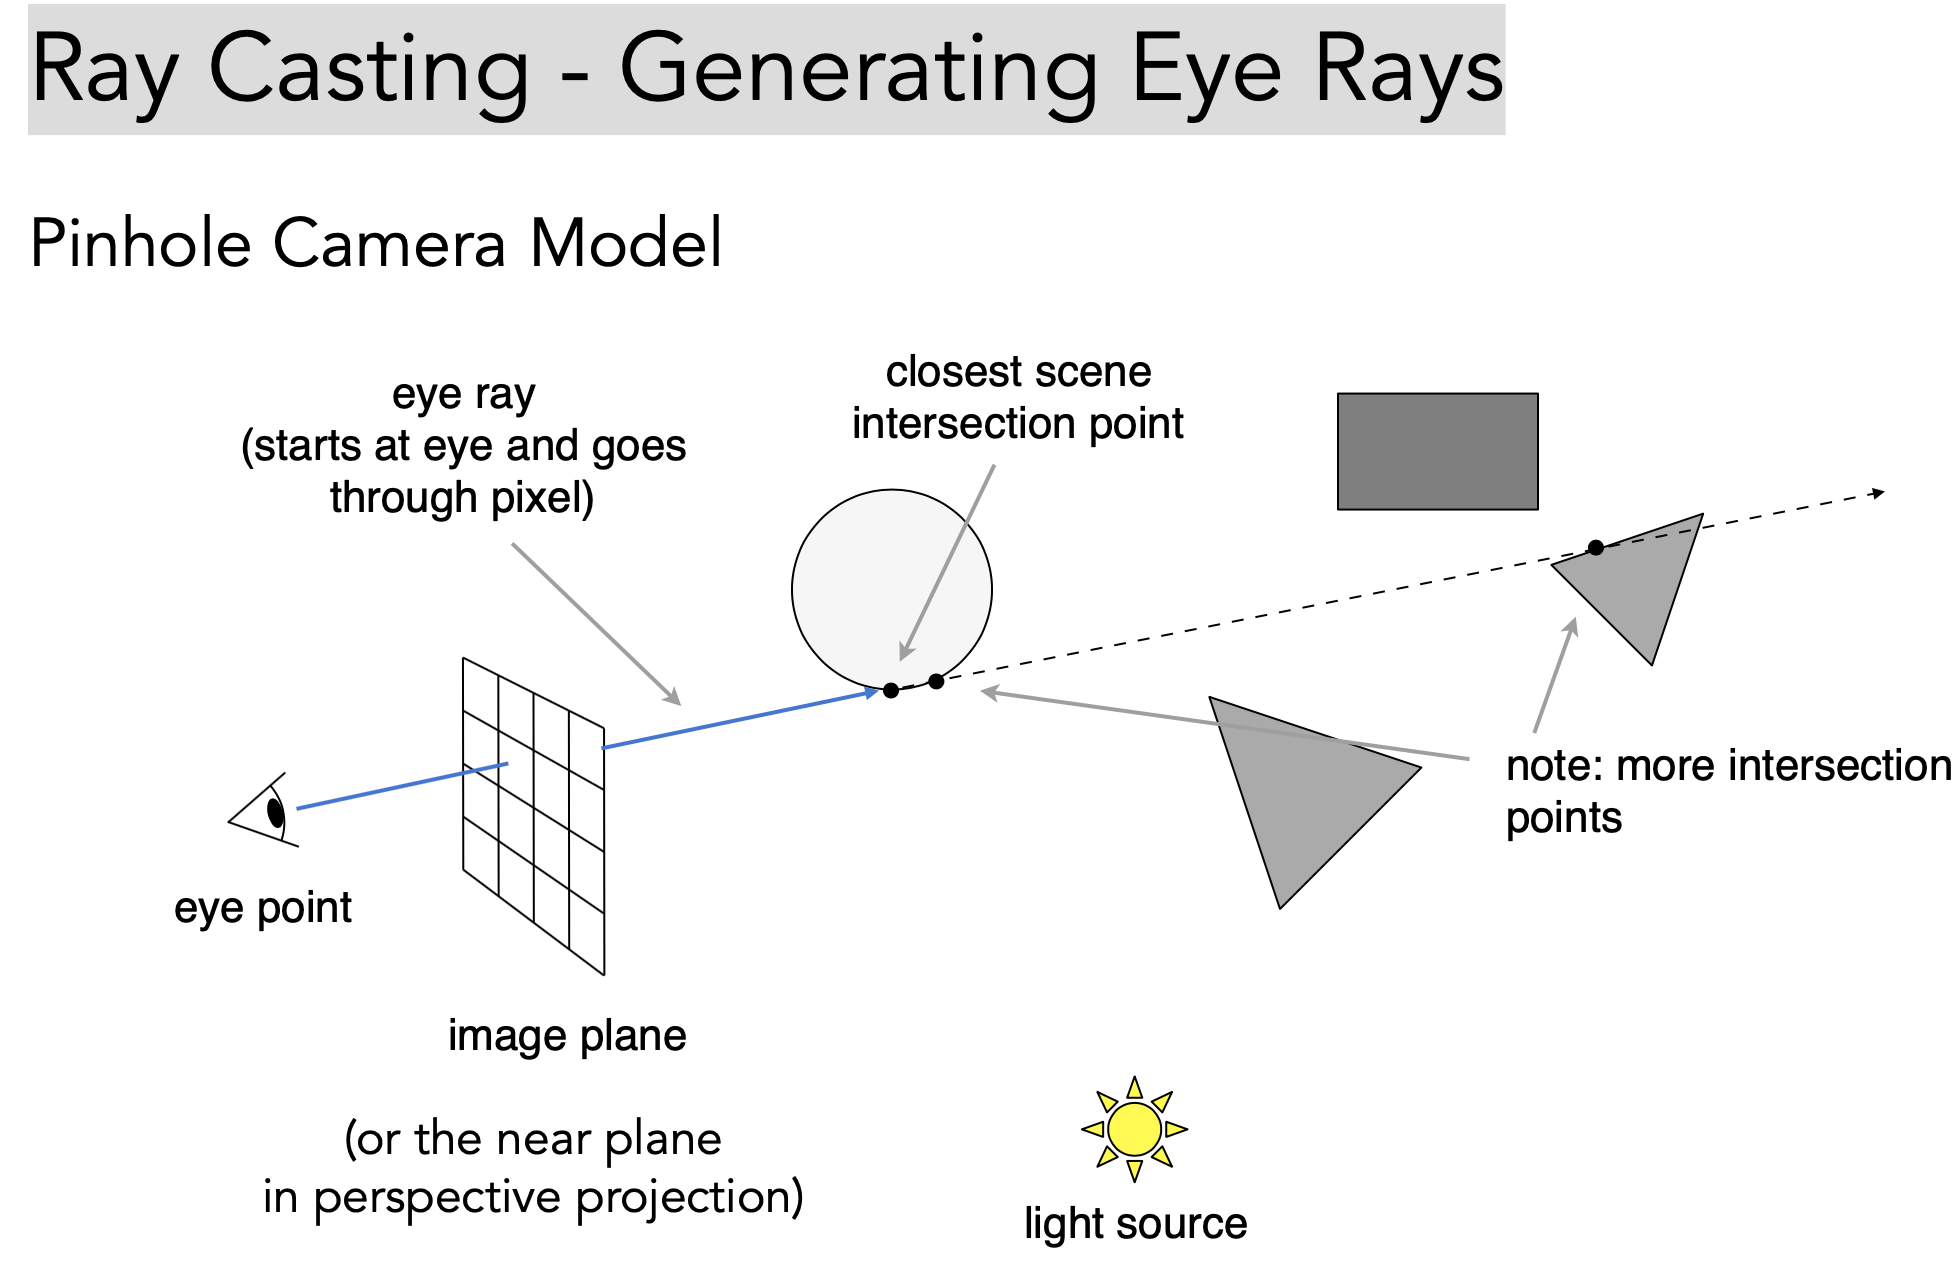 Ray Casting - Generating Eye Rays
Pinhole Camera Model
eye ray
(starts at eye and goes
through pixel)
closest scene
intersection point
note: more intersection
points
eye point
image plane
(or the near plane
in perspective projection)
light source